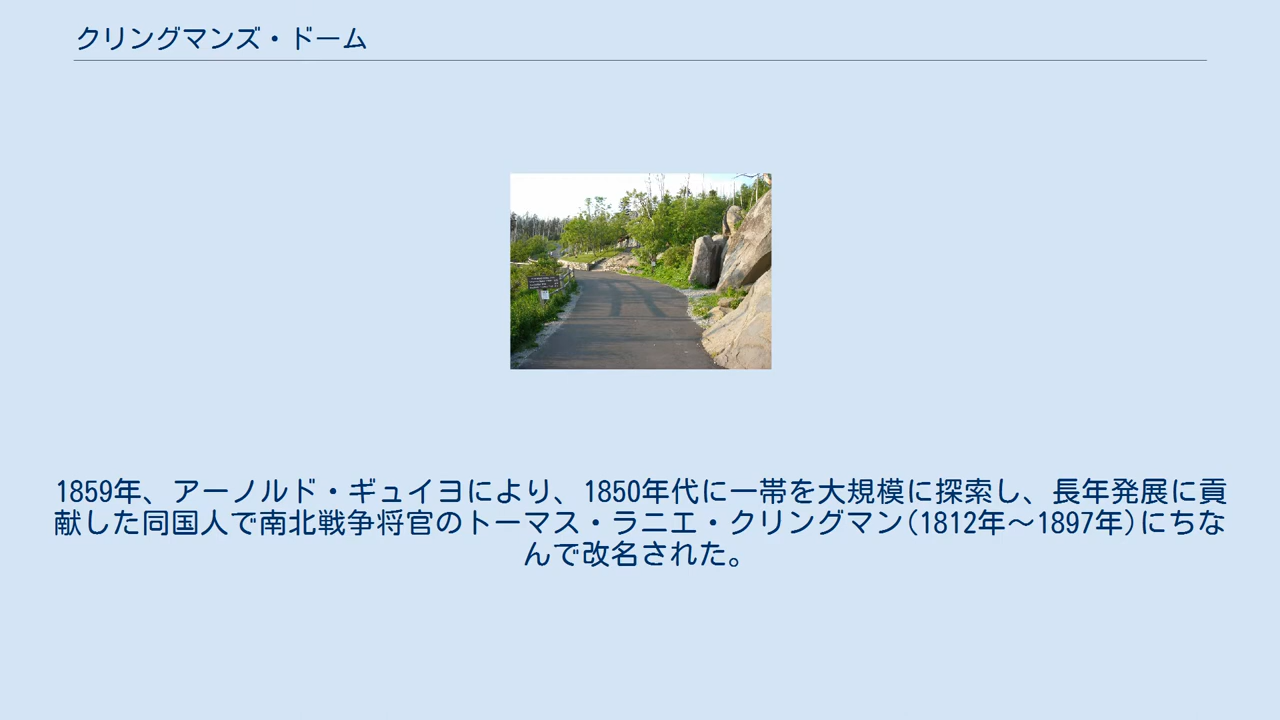 クリングマンズ・ドーム
1859年、アーノルド・ギュイヨにより、1850年代に一帯を大規模に探索し、長年発展に貢
献した同国人で南北戦争将官のトーマス・ラニエ・クリングマン(1812年〜1897年)にちな
んで改名された。